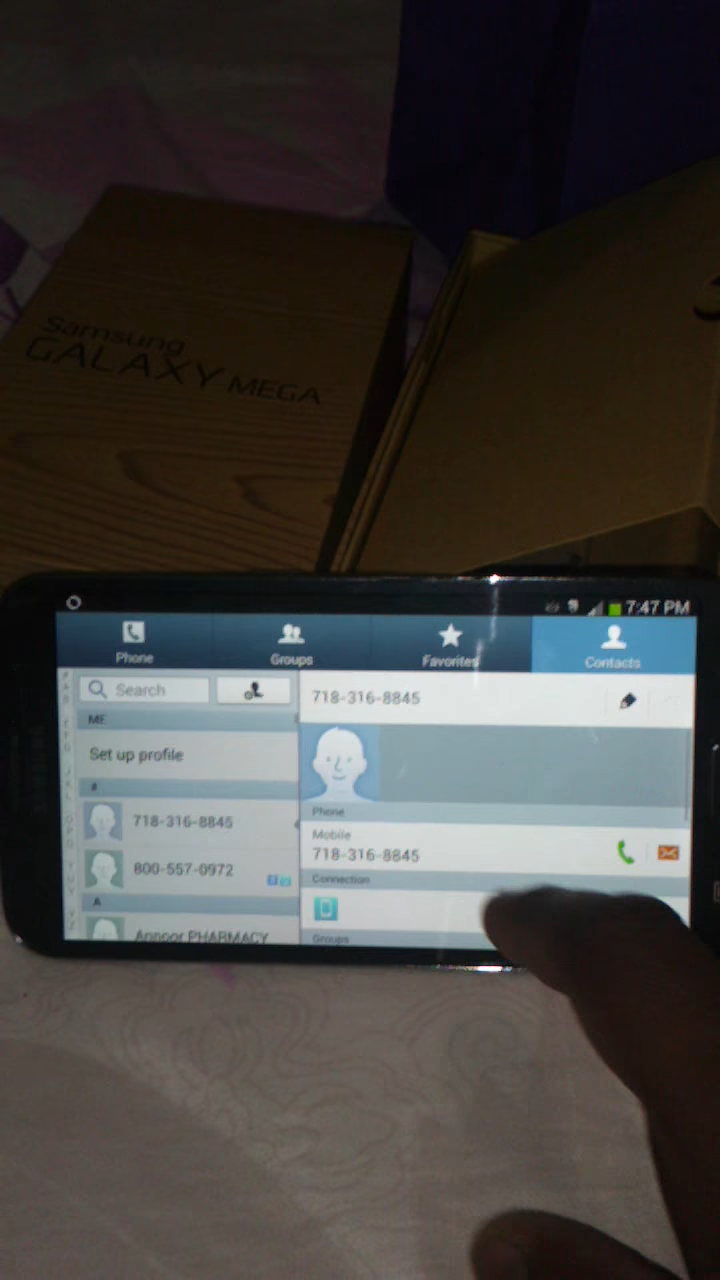 Samsung
GALAXY MEGA
7:47 PM
Phone
Groups
Favorites
Contacts
Search
ME
Set up profile
#
718-316-8845
800-557-0972
A
Annoor PHARMACY
718-316-8845
Phone
Mobile
718-316-8845
Connection
Groups